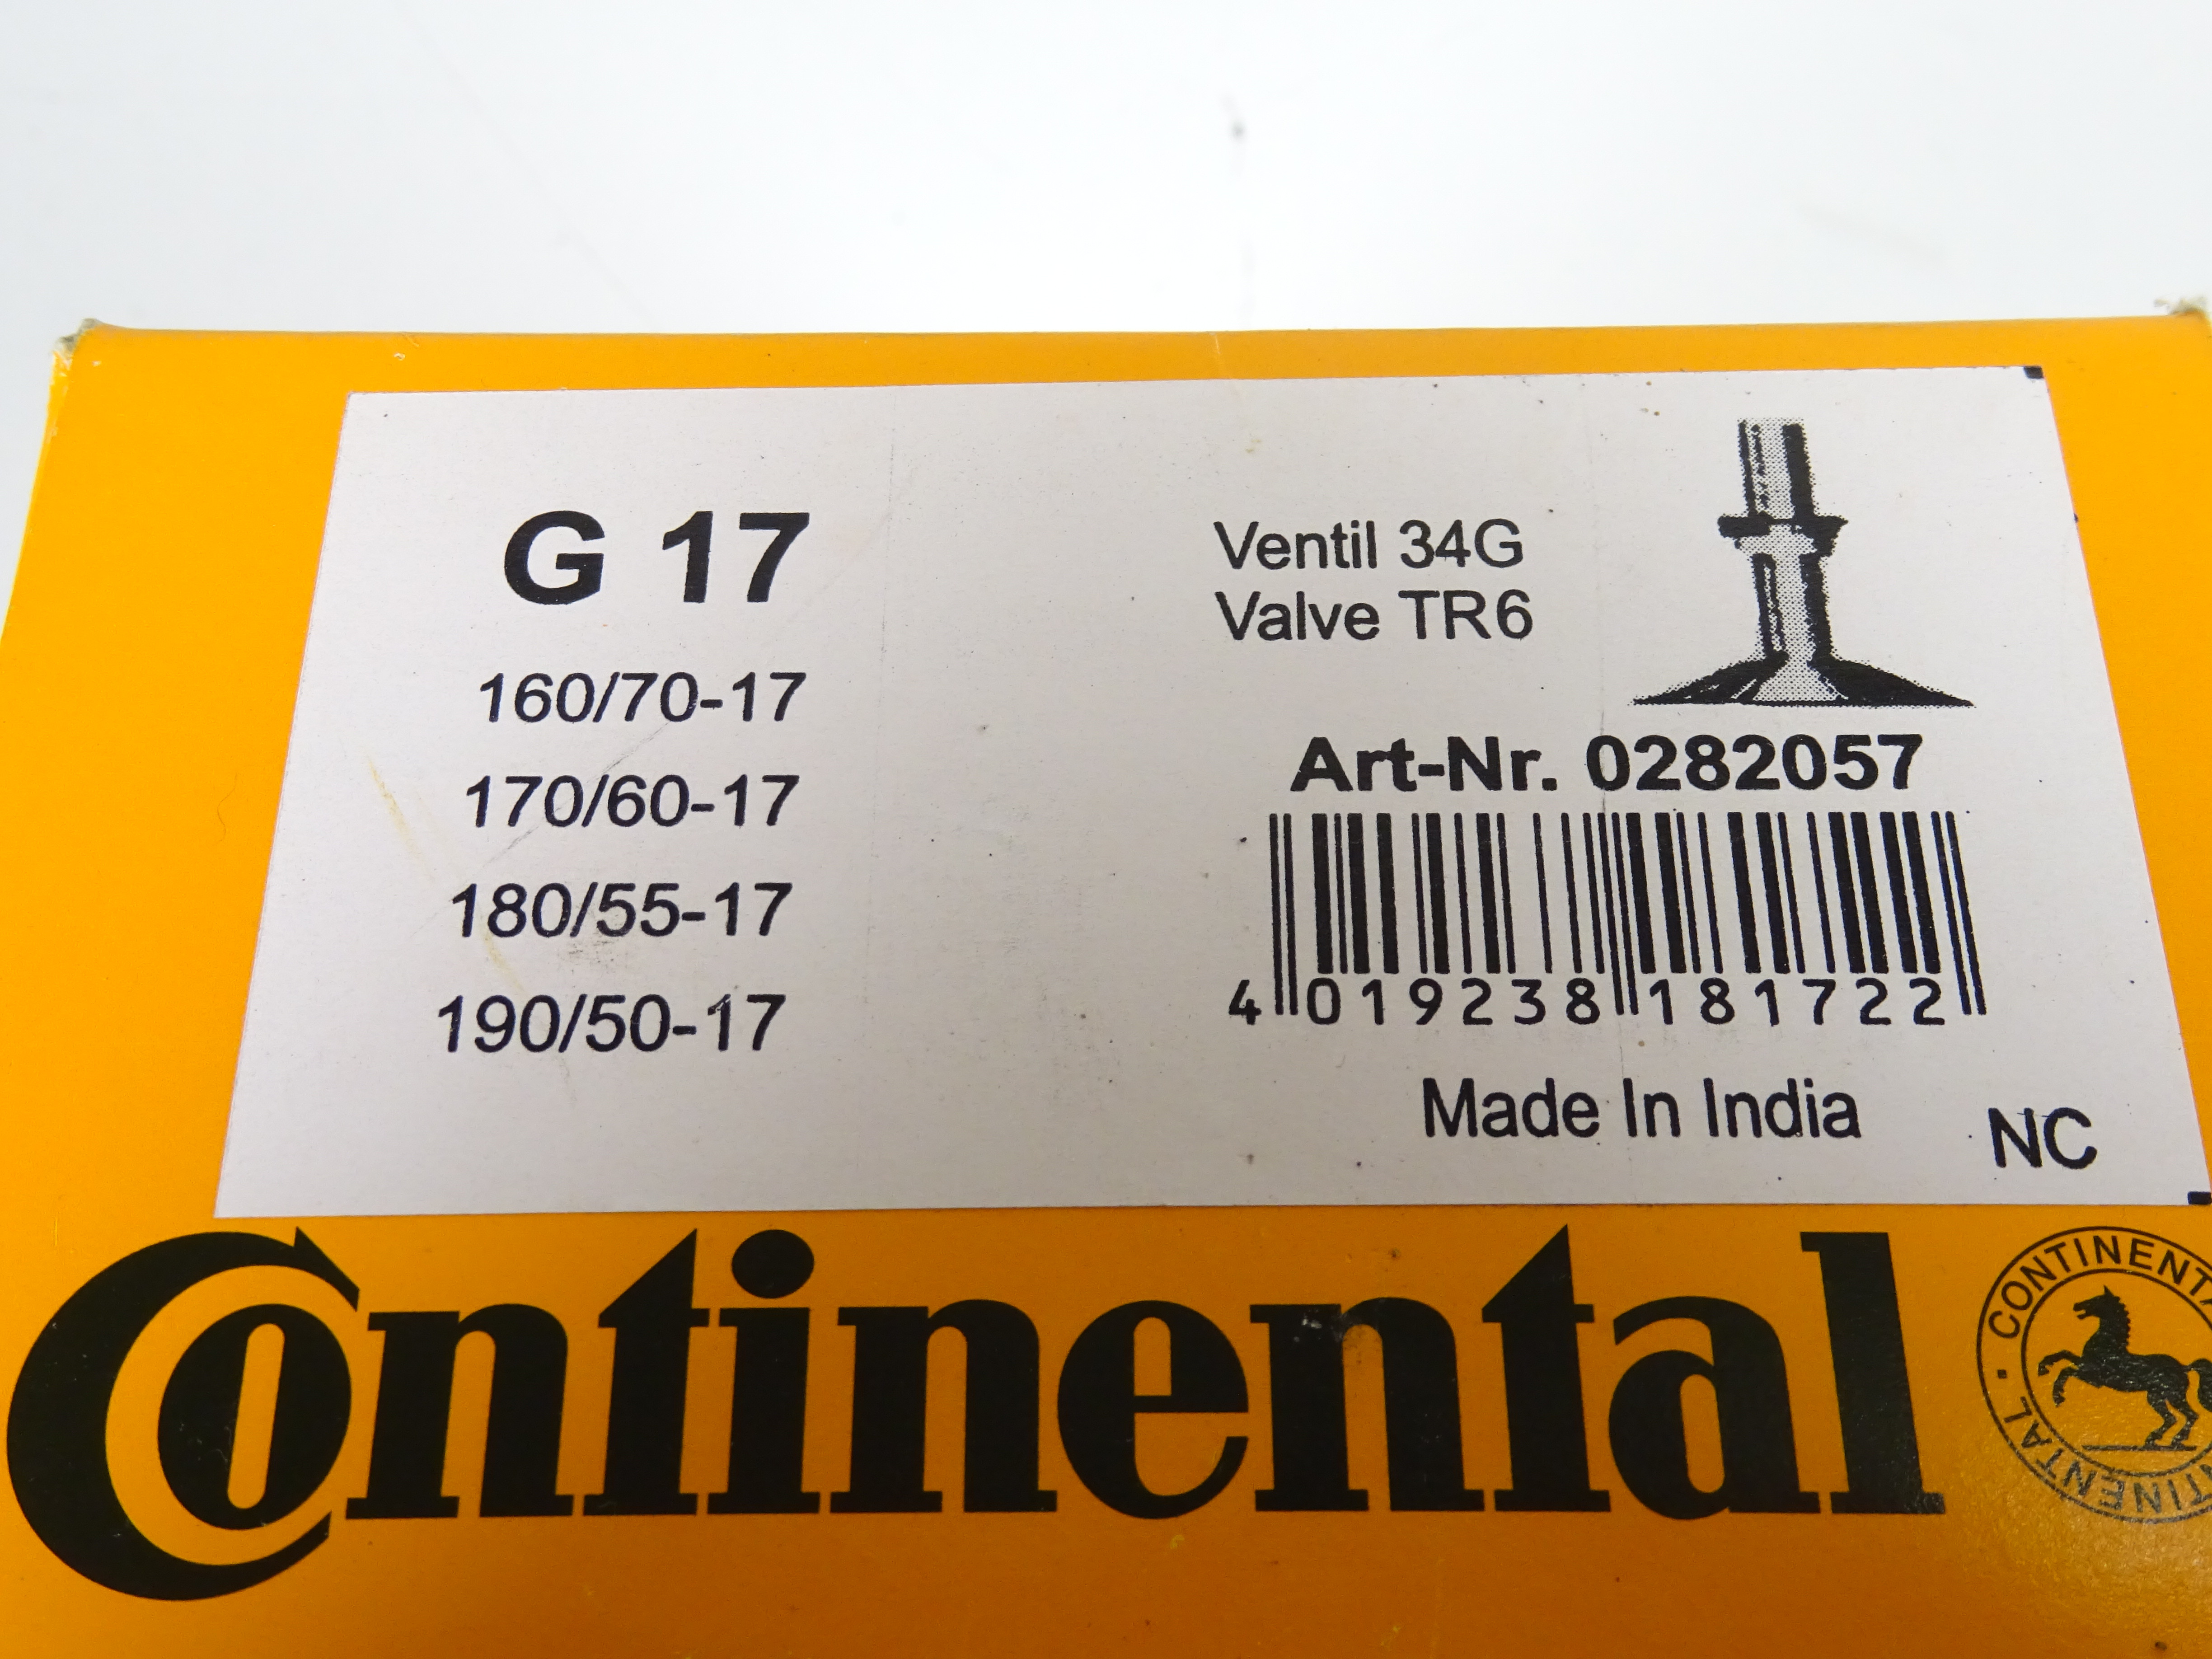 G 17
160/70-17
170/60-17
180/55-17
190/50-17
Ventil 34G
Valve TR6
Art-Nr. 0282057
4 019238 181722
Made In India
NC
Continental
CONTINENTAL · CONTINENTAL